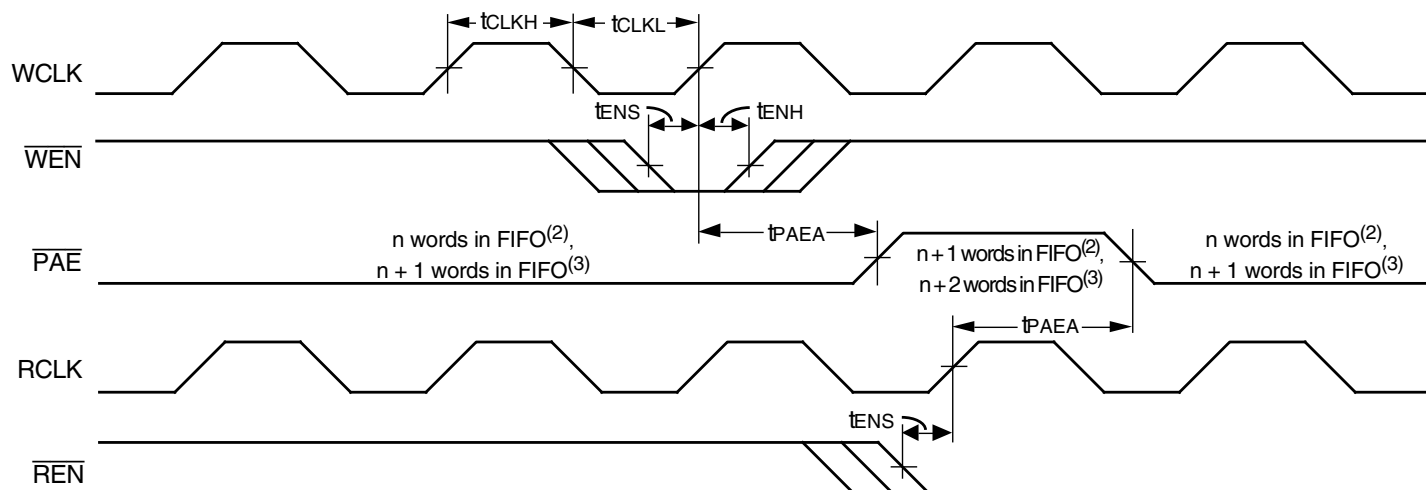 tCLKH
tCLKL
WCLK
tENS
tENH
WEN
tPAEA
n words in FIFO(2),
n + 1 words in FIFO(3)
PAE
n + 1 words in FIFO(2),
n + 2 words in FIFO(3)
n words in FIFO(2),
n + 1 words in FIFO(3)
tPAEA
RCLK
tENS
REN